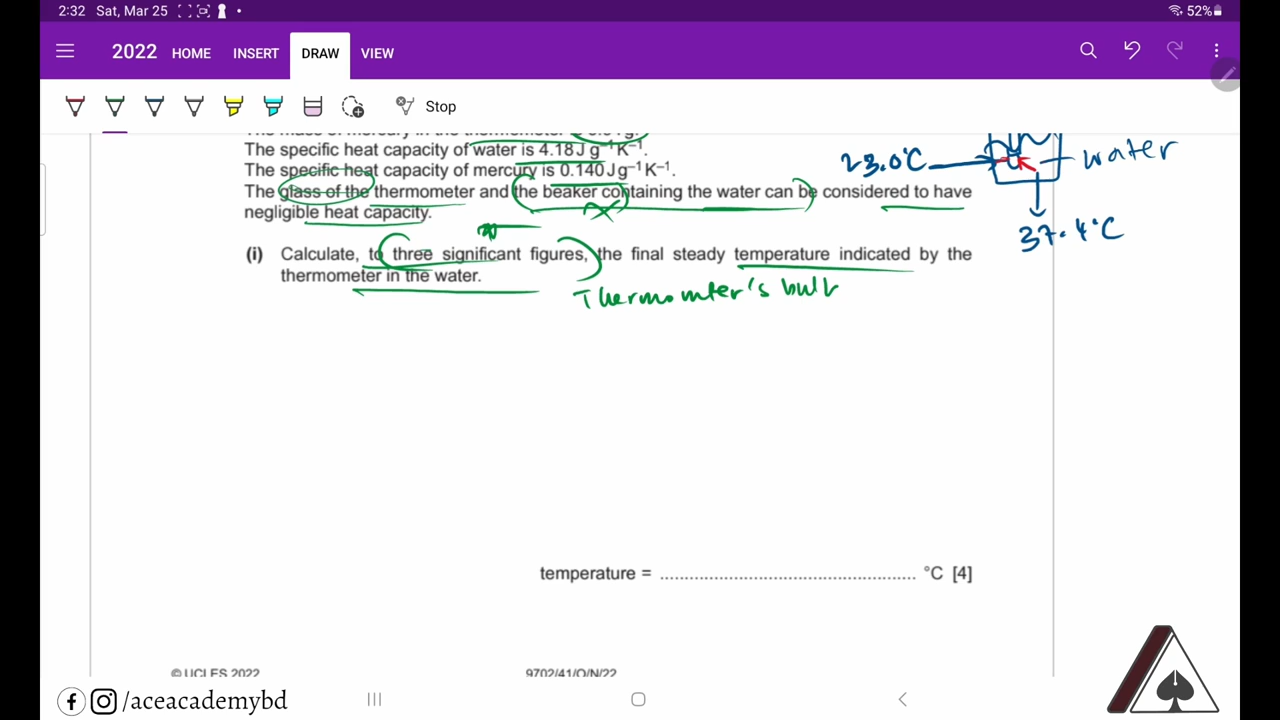 2:32 Sat, Mar 25
52%
2022 HOME INSERT DRAW VIEW
Stop
The specific heat capacity of water is 4.18 J g⁻¹ K⁻¹.
The specific heat capacity of mercury is 0.140 J g⁻¹ K⁻¹.
The glass of the thermometer and the beaker containing the water can be considered to have
negligible heat capacity.
23.0°C
water
37.4°C
(i) Calculate, to three significant figures, the final steady temperature indicated by the
thermometer in the water.
Thermomter's bulb
temperature = ................................................ °C [4]
© UCLES 2022
9702/41/O/N/22
/aceacademybd